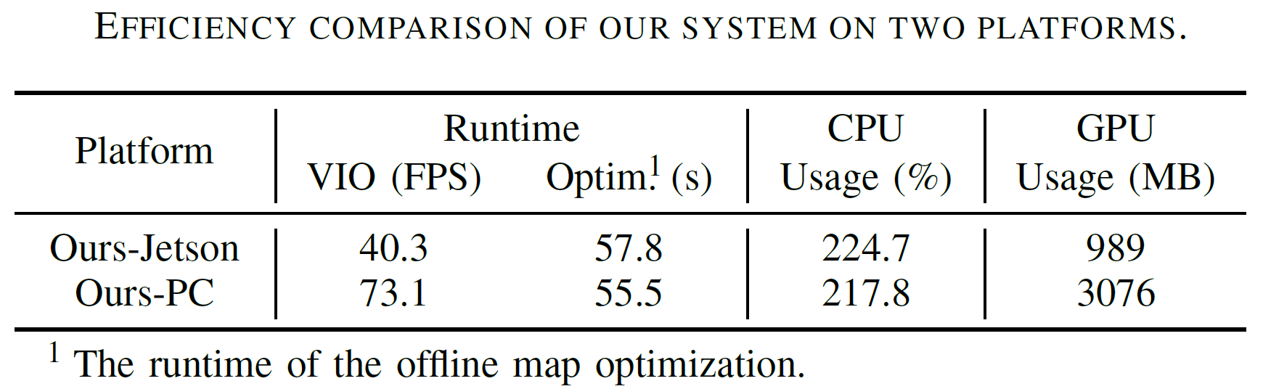 EFFICIENCY COMPARISON OF OUR SYSTEM ON TWO PLATFORMS.
Platform Runtime CPU GPU
VIO (FPS) Optim.¹ (s) Usage (%) Usage (MB)
Ours-Jetson 40.3 57.8 224.7 989
Ours-PC 73.1 55.5 217.8 3076
¹ The runtime of the offline map optimization.